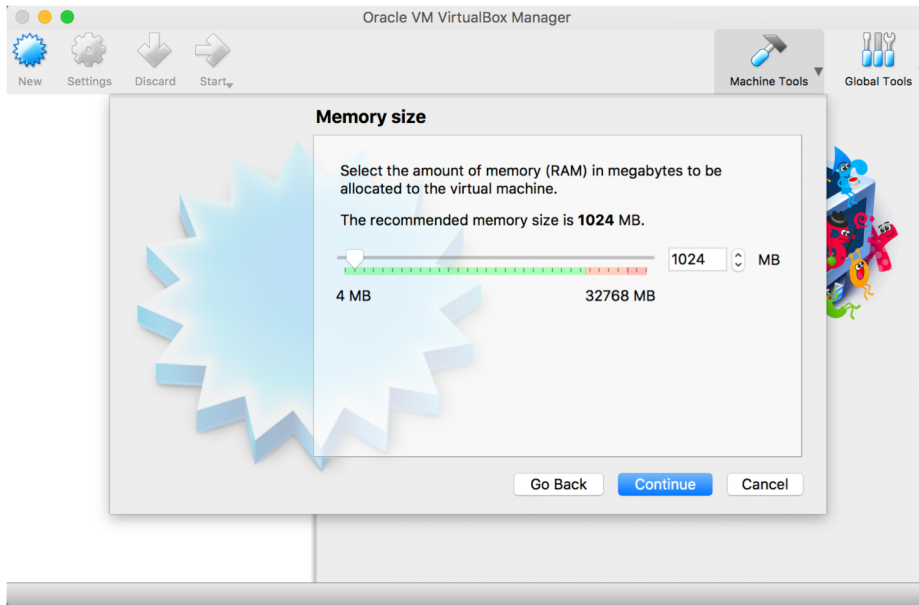 Oracle VM VirtualBox Manager
New Settings Discard Start Machine Tools Global Tools
Memory size
Select the amount of memory (RAM) in megabytes to be
allocated to the virtual machine.
The recommended memory size is 1024 MB.
1024 MB
4 MB 32768 MB
Go Back Continue Cancel